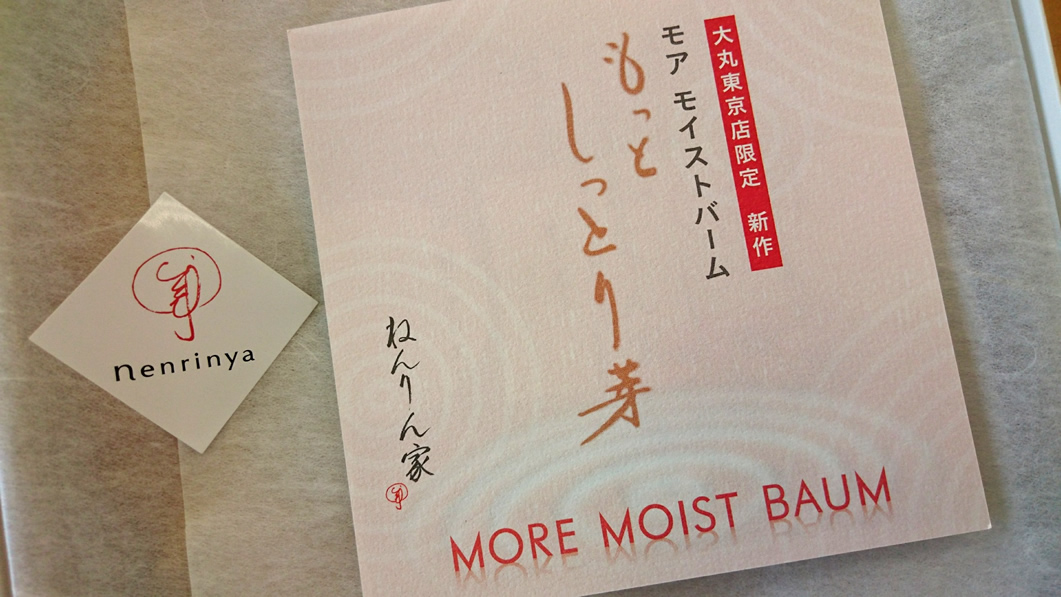 大丸東京店限定 新作
モア モイストバーム
もっと
しっとり芽
ねんりん家
MORE MOIST BAUM
nenrinya